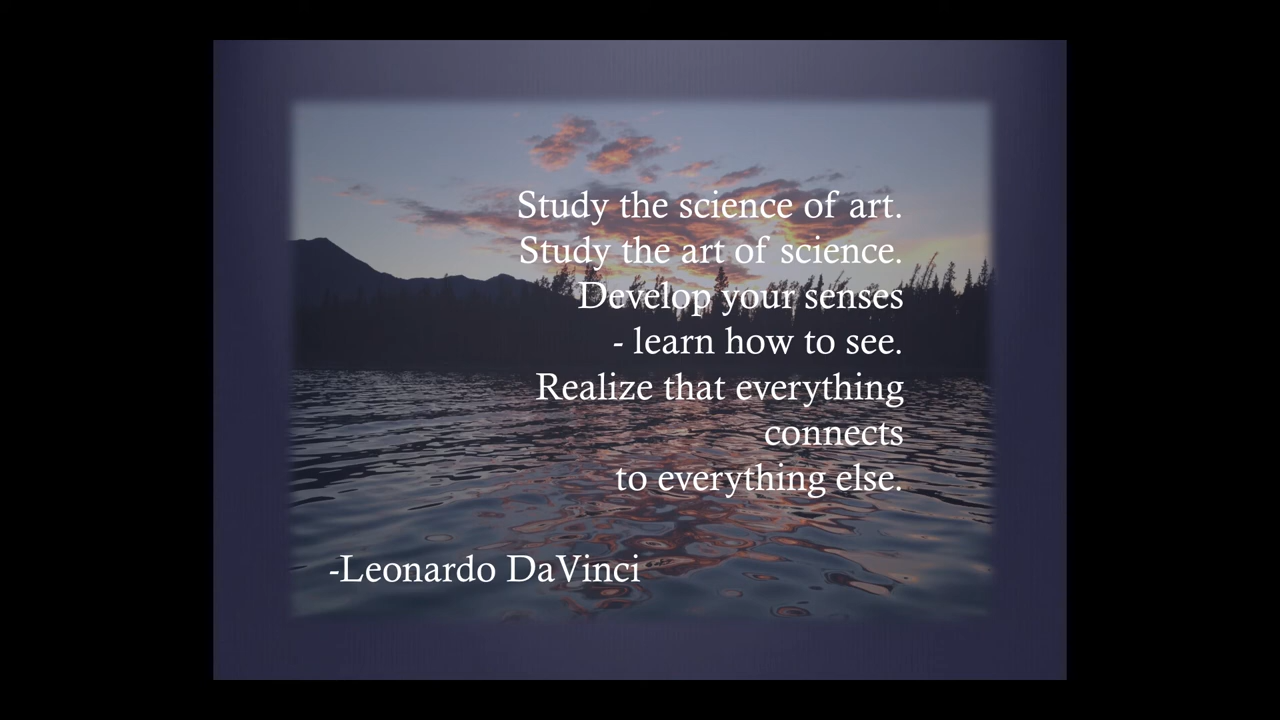 Study the science of art.
Study the art of science.
Develop your senses
- learn how to see.
Realize that everything
connects
to everything else.
-Leonardo DaVinci